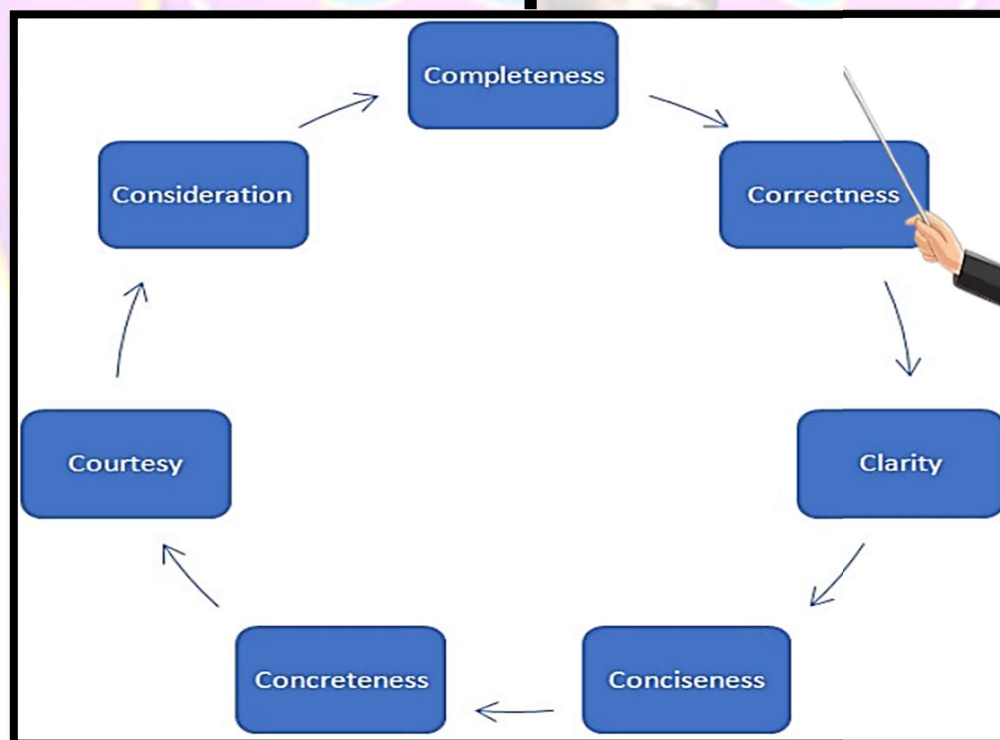 Completeness
Correctness
Clarity
Conciseness
Concreteness
Courtesy
Consideration